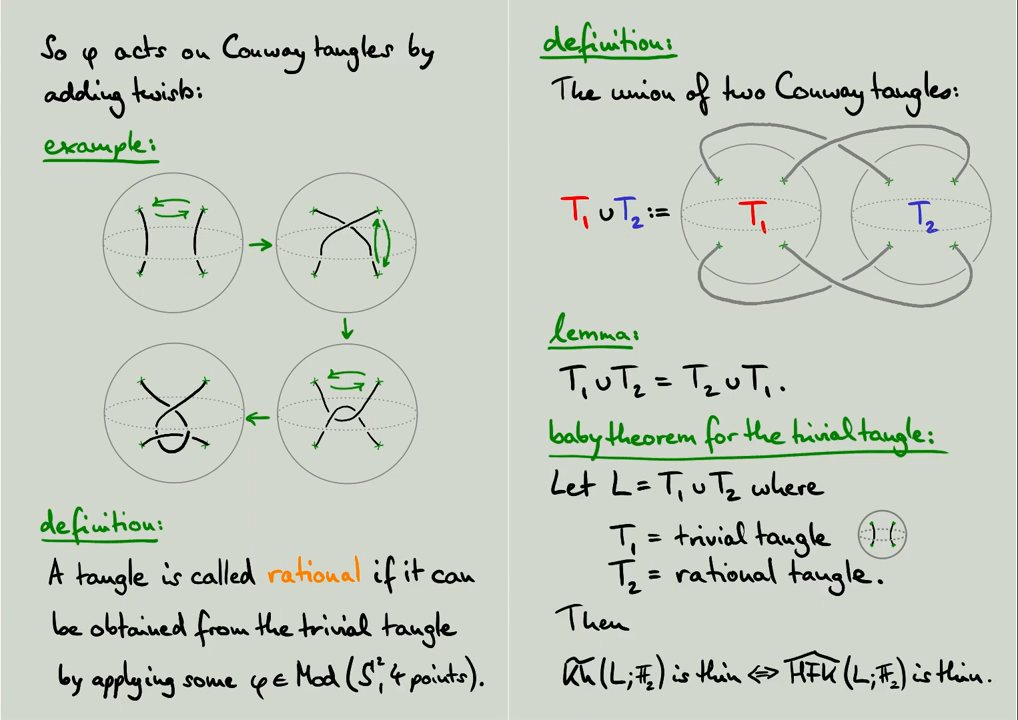 So φ acts on Conway tangles by
adding twists:
example:
definition:
A tangle is called rational if it can
be obtained from the trivial tangle
by applying some φ ∈ Mod(S², 4 points).
definition:
The union of two Conway tangles:
T₁ ∪ T₂ := T₁ T₂
lemma:
T₁ ∪ T₂ = T₂ ∪ T₁.
baby theorem for the trivial tangle:
Let L = T₁ ∪ T₂ where
T₁ = trivial tangle
T₂ = rational tangle.
Then
K̃h(L; 𝔽₂) is thin ⇔ \widehat{HFK}(L; 𝔽₂) is thin.